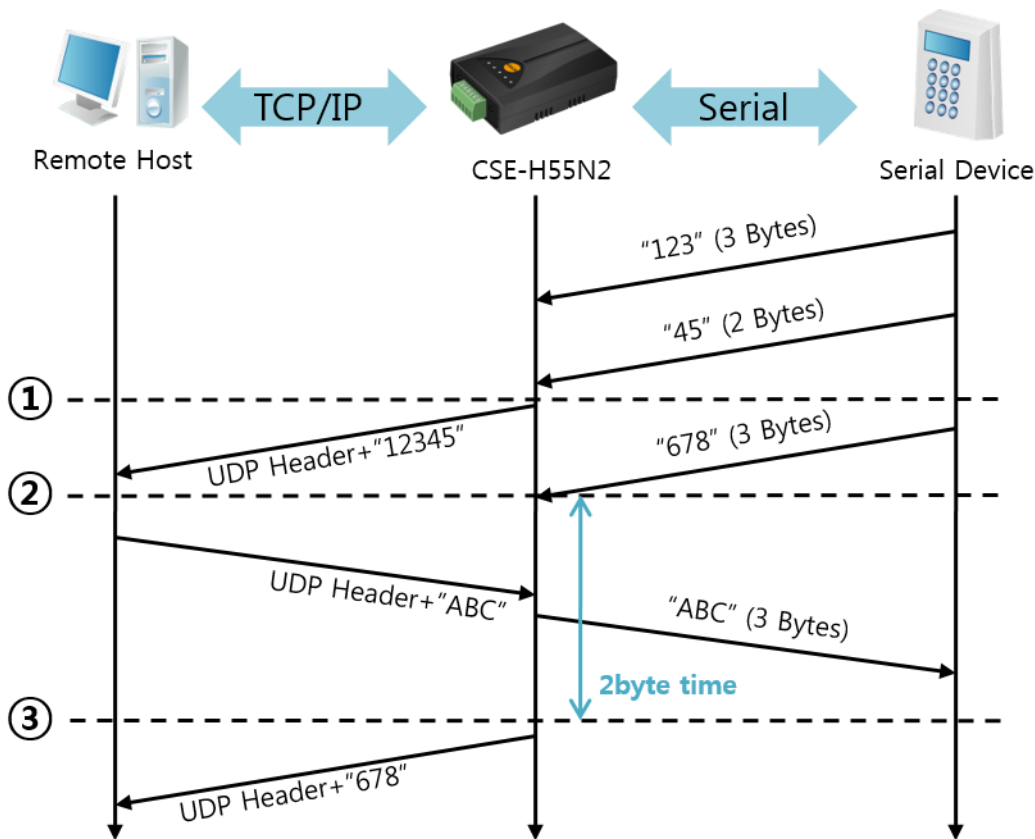 TCP/IP
Serial
Remote Host
CSE-H55N2
Serial Device
“123” (3 Bytes)
“45” (2 Bytes)
①
UDP Header+”12345”
“678” (3 Bytes)
②
UDP Header+”ABC”
“ABC” (3 Bytes)
2byte time
③
UDP Header+”678”